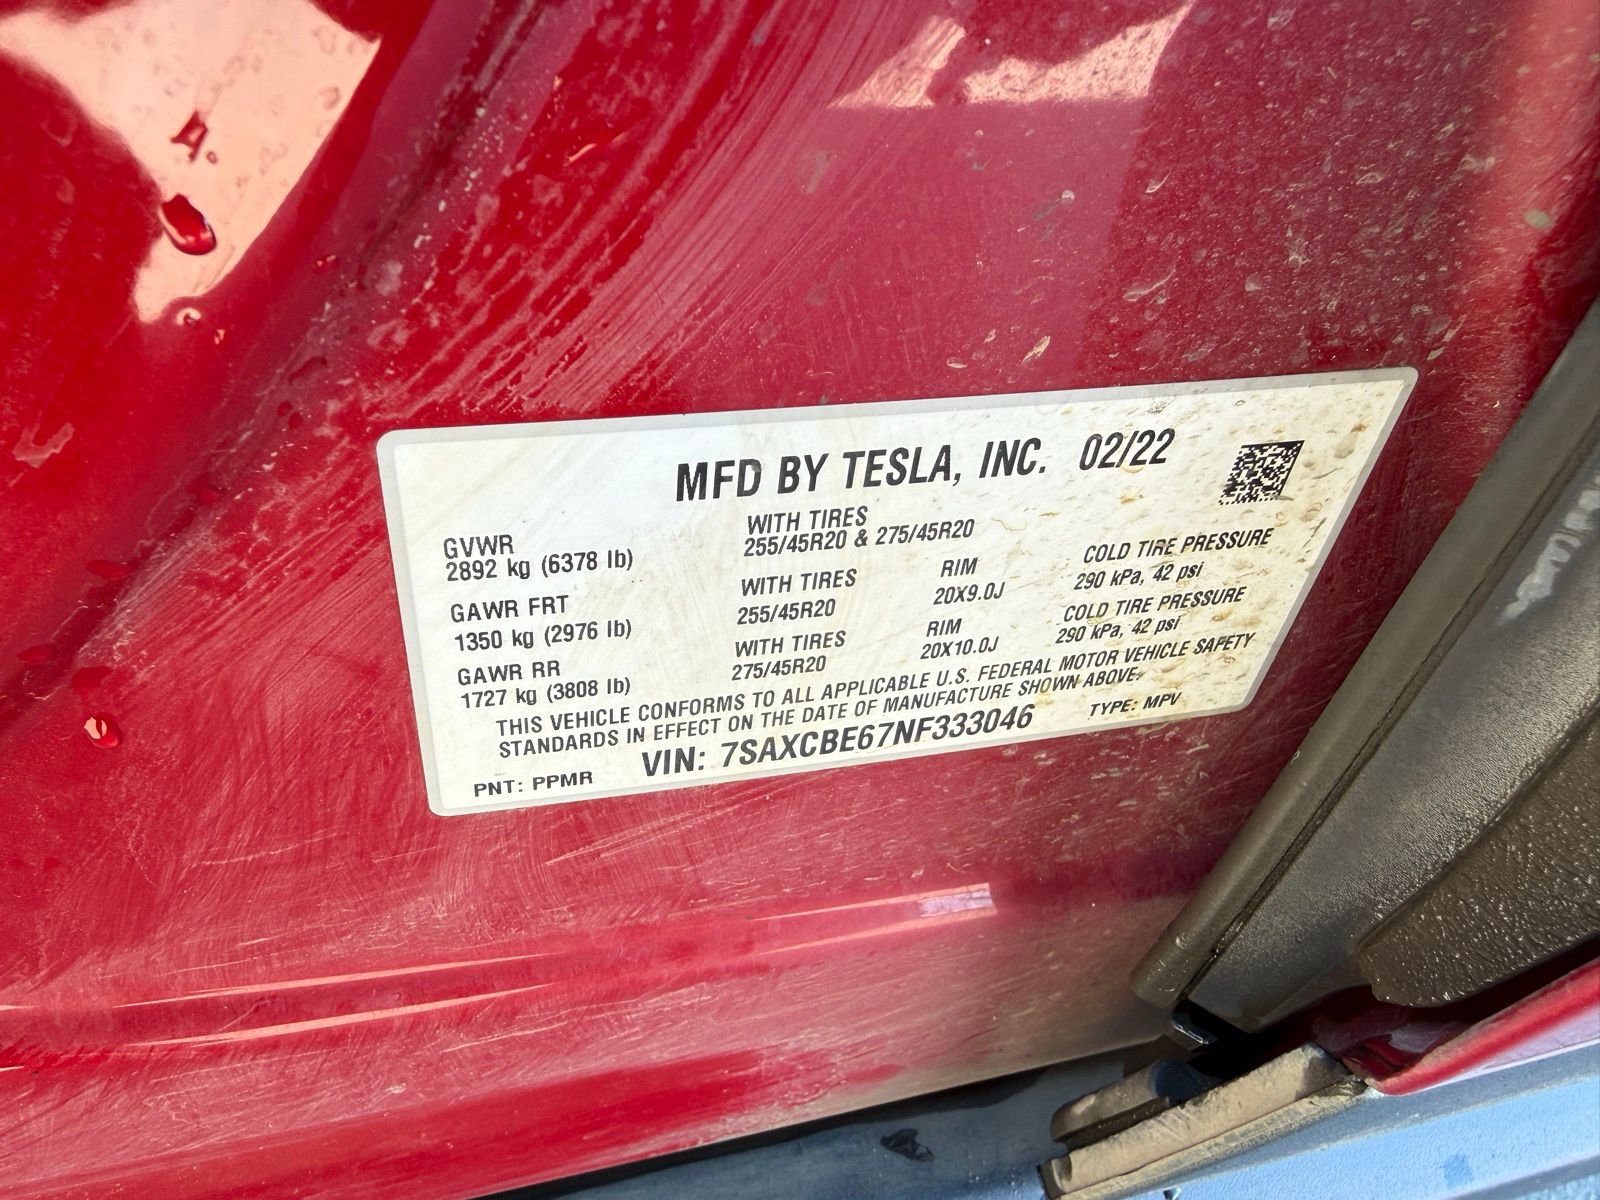 MFD BY TESLA, INC. 02/22
GVWR WITH TIRES
2892 kg (6378 lb) 255/45R20 & 275/45R20
GAWR FRT WITH TIRES RIM COLD TIRE PRESSURE
1350 kg (2976 lb) 255/45R20 20X9.0J 290 kPa, 42 psi
GAWR RR WITH TIRES RIM COLD TIRE PRESSURE
1727 kg (3808 lb) 275/45R20 20X10.0J 290 kPa, 42 psi
THIS VEHICLE CONFORMS TO ALL APPLICABLE U.S. FEDERAL MOTOR VEHICLE SAFETY
STANDARDS IN EFFECT ON THE DATE OF MANUFACTURE SHOWN ABOVE.
PNT: PPMR VIN: 7SAXCBE67NF333046 TYPE: MPV